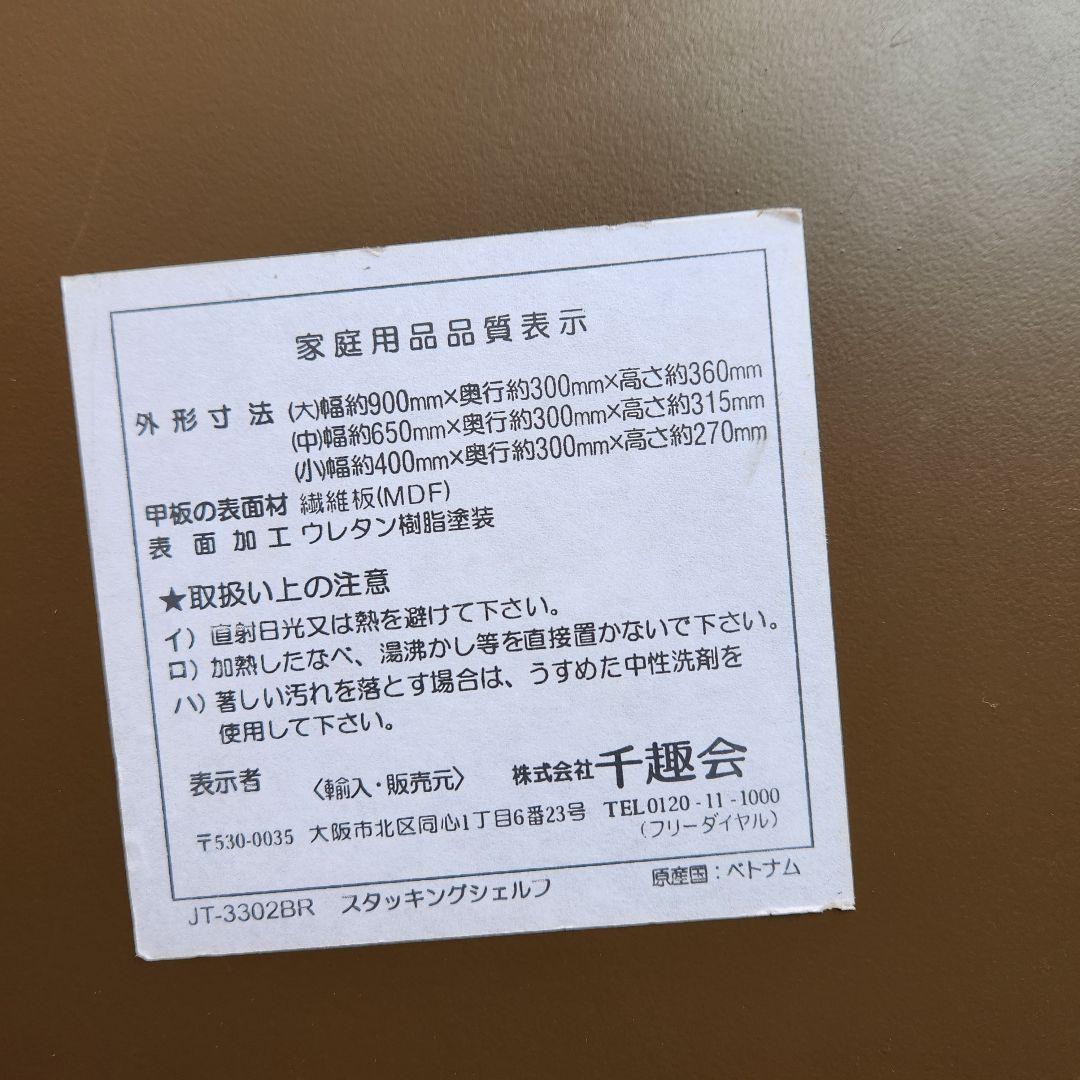 家庭用品品質表示
外形寸法 (大)幅約900mm×奥行約300mm×高さ約360mm
(中)幅約650mm×奥行約300mm×高さ約315mm
(小)幅約400mm×奥行約300mm×高さ約270mm
甲板の表面材 繊維板(MDF)
表面加工 ウレタン樹脂塗装
★取扱い上の注意
イ) 直射日光又は熱を避けて下さい。
ロ) 加熱したなべ、湯沸かし等を直接置かないで下さい。
ハ) 著しい汚れを落とす場合は、うすめた中性洗剤を
使用して下さい。
表示者 〈輸入・販売元〉 株式会社千趣会
〒530-0035 大阪市北区同心1丁目6番23号 TEL0120-11-1000
(フリーダイヤル)
JT-3302BR スタッキングシェルフ 原産国：ベトナム